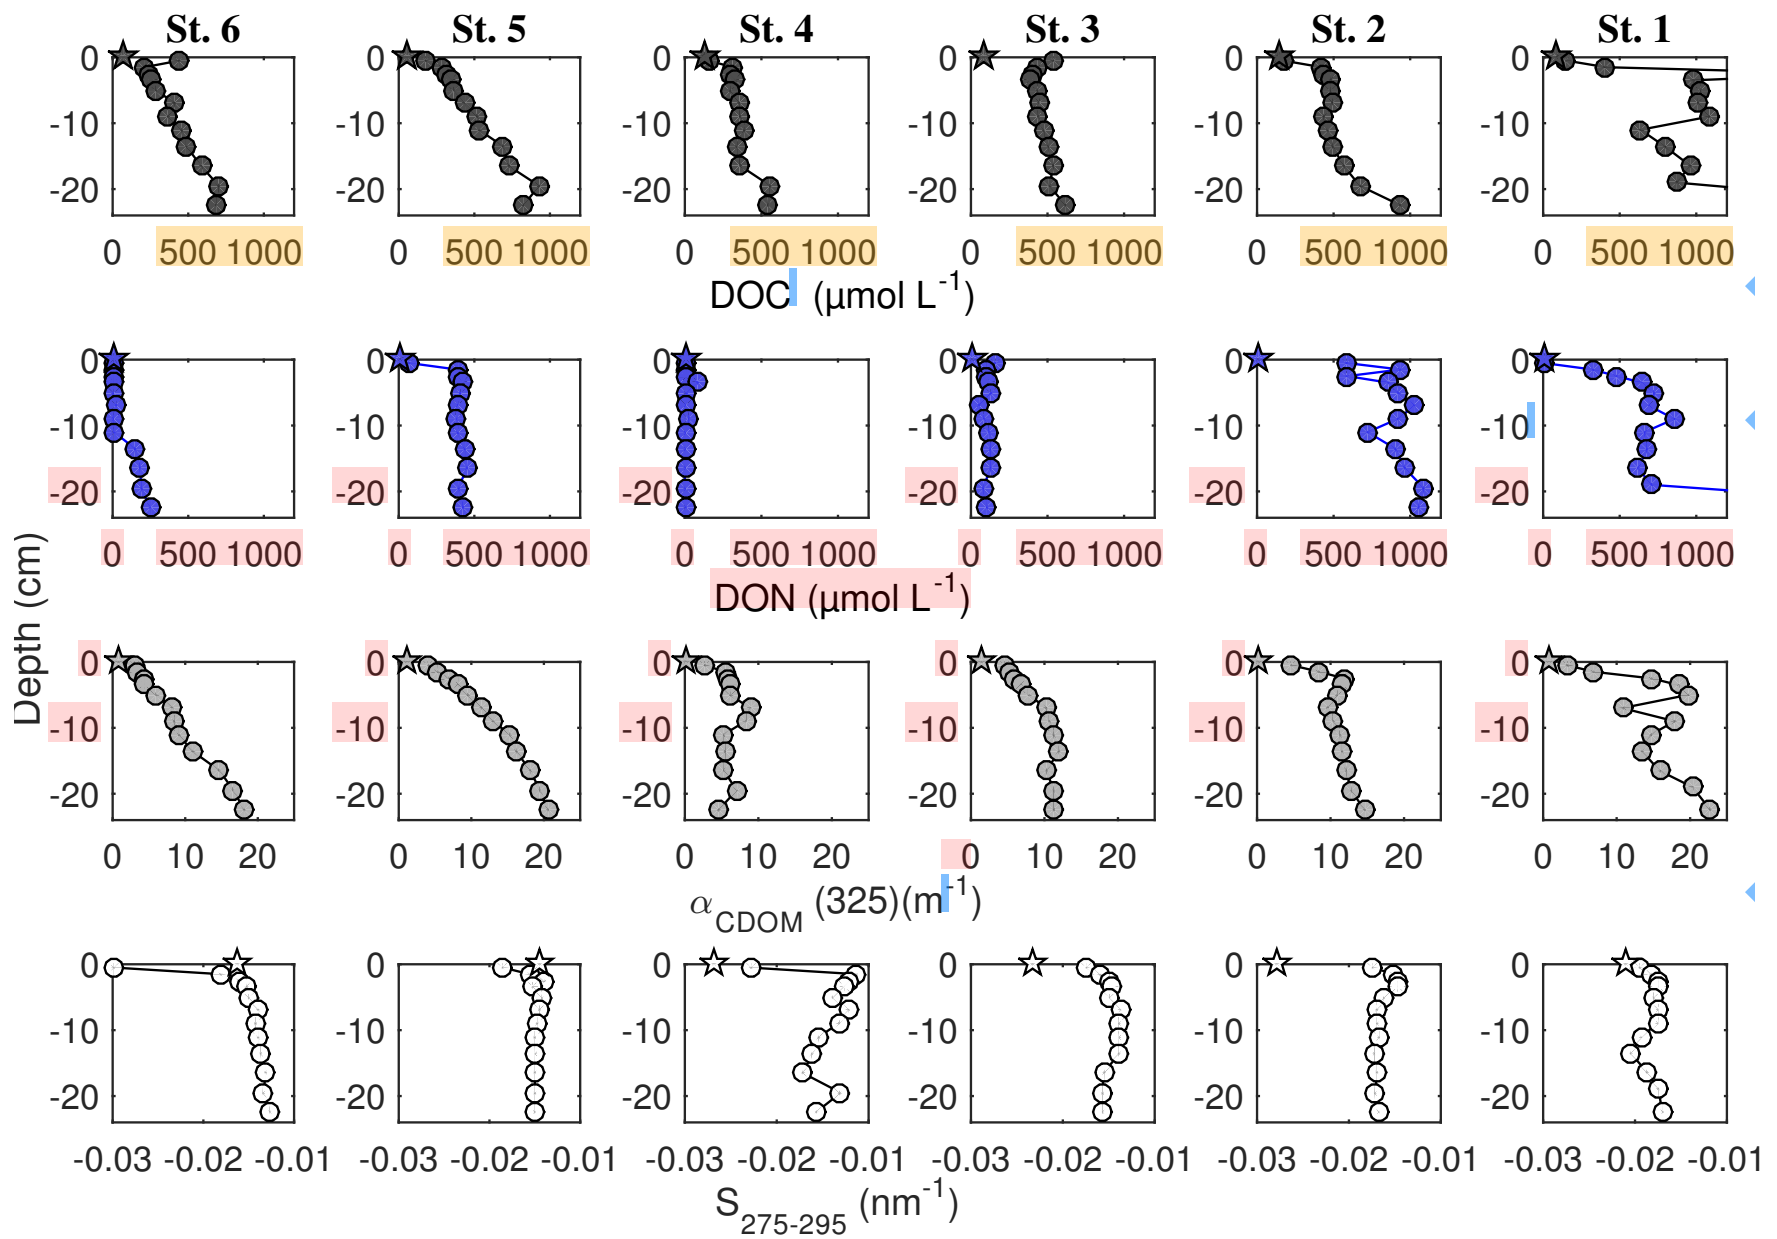 St. 6 St. 5 St. 4 St. 3 St. 2 St. 1
0 0 0 0 0 0
-10 -10 -10 -10 -10 -10
-20 -20 -20 -20 -20 -20
0 500 1000 0 500 1000 0 500 1000 0 500 1000 0 500 1000 0 500 1000
DOC (µmol L⁻¹)
0 0 0 0 0 0
-10 -10 -10 -10 -10 -10
-20 -20 -20 -20 -20 -20
0 500 1000 0 500 1000 0 500 1000 0 500 1000 0 500 1000 0 500 1000
DON (µmol L⁻¹)
Depth (cm)
0 0 0 0 0 0
-10 -10 -10 -10 -10 -10
-20 -20 -20 -20 -20 -20
0 10 20 0 10 20 0 10 20 0 10 20 0 10 20 0 10 20
α_CDOM (325)(m⁻¹)
0 0 0 0 0 0
-10 -10 -10 -10 -10 -10
-20 -20 -20 -20 -20 -20
-0.03 -0.02 -0.01 -0.03 -0.02 -0.01 -0.03 -0.02 -0.01 -0.03 -0.02 -0.01 -0.03 -0.02 -0.01 -0.03 -0.02 -0.01
S_275-295 (nm⁻¹)